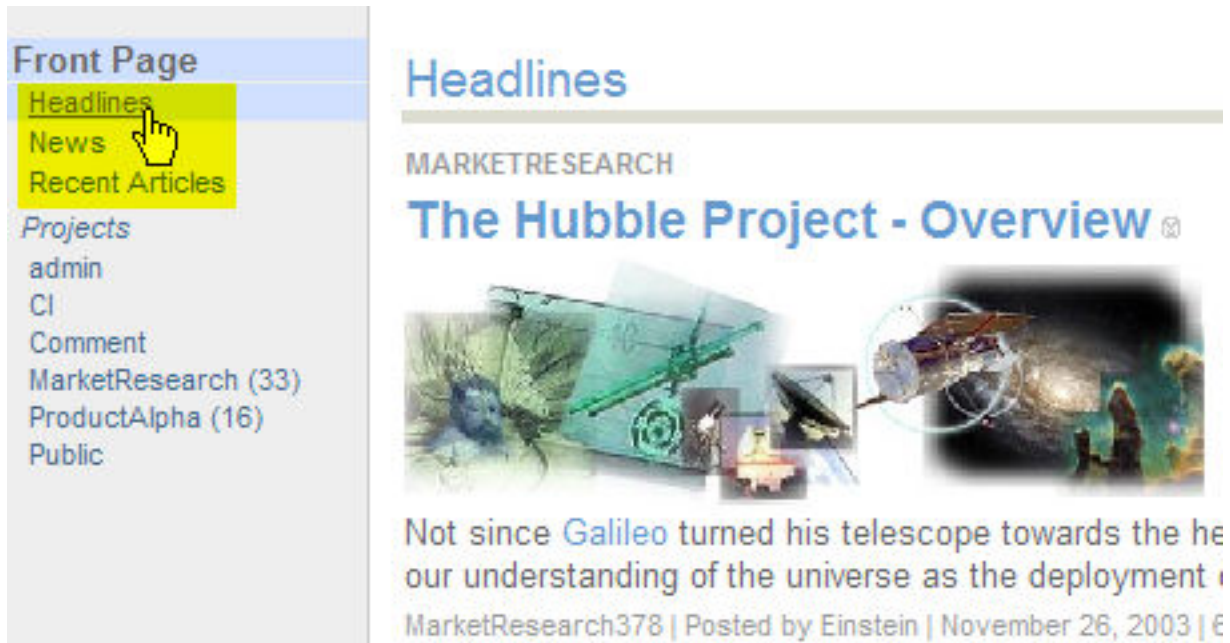 Front Page
Headlines
News
Recent Articles
Projects
admin
CI
Comment
MarketResearch (33)
ProductAlpha (16)
Public
Headlines
MARKETRESEARCH
The Hubble Project - Overview
Not since Galileo turned his telescope towards the
our understanding of the universe as the deployment
MarketResearch378 | Posted by Einstein | November 26, 2003 |